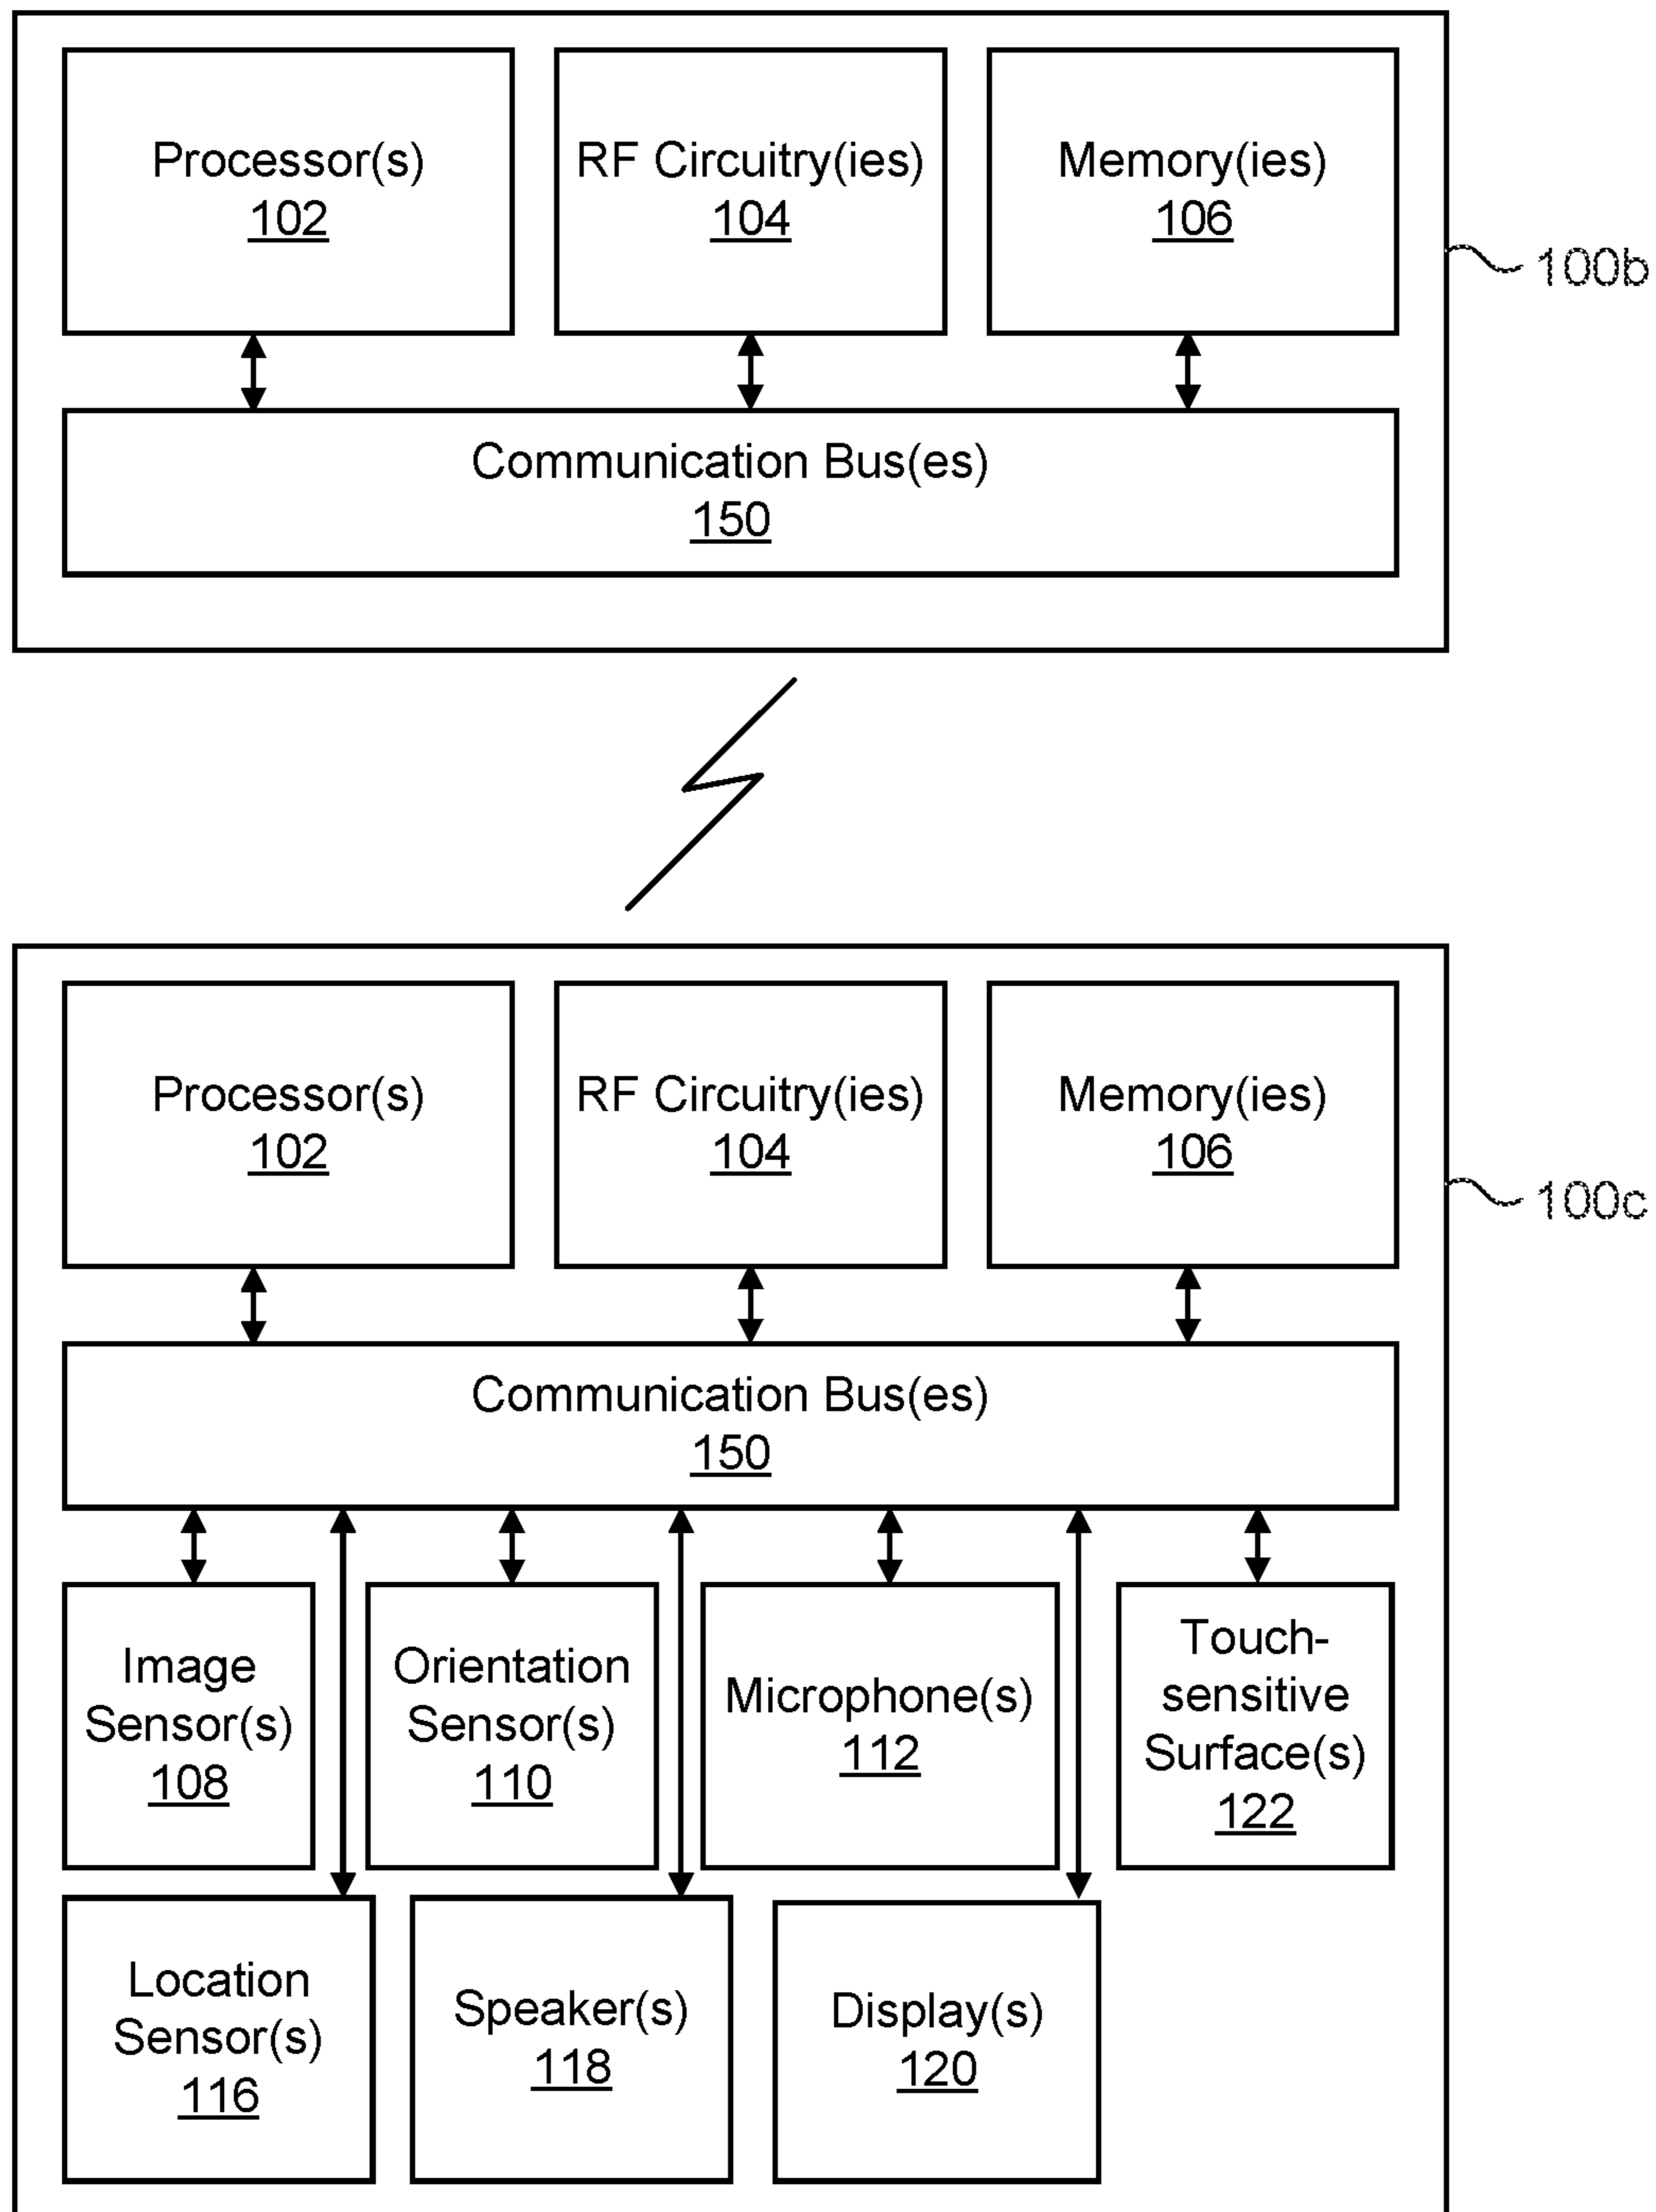 Processor(s)
102
RF Circuitry(ies)
104
Memory(ies)
106
100b
Communication Bus(es)
150
Processor(s)
102
RF Circuitry(ies)
104
Memory(ies)
106
100c
Communication Bus(es)
150
Image
Sensor(s)
108
Orientation
Sensor(s)
110
Microphone(s)
112
Touch-
sensitive
Surface(s)
122
Location
Sensor(s)
116
Speaker(s)
118
Display(s)
120